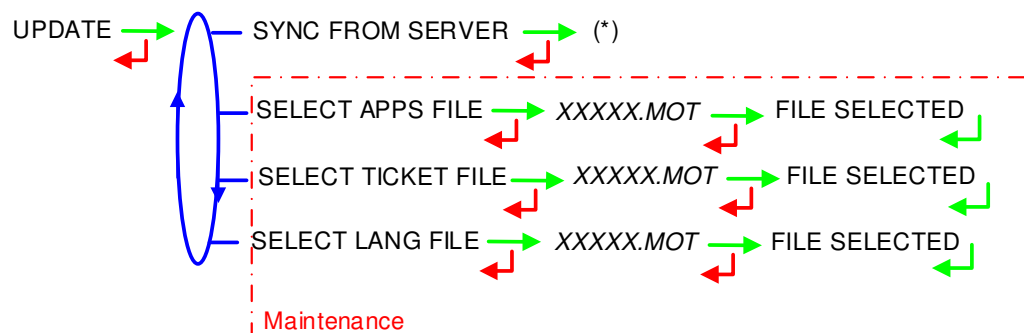 UPDATE SYNC FROM SERVER (*)
SELECT APPS FILE XXXXX.MOT FILE SELECTED
SELECT TICKET FILE XXXXX.MOT FILE SELECTED
SELECT LANG FILE XXXXX.MOT FILE SELECTED
Maintenance